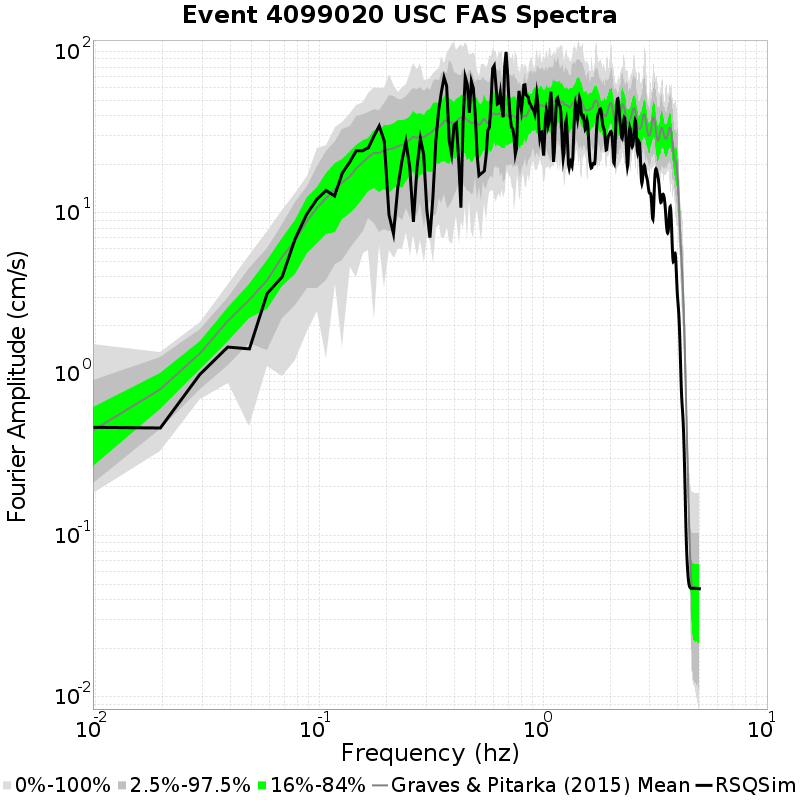 Event 4099020 USC FAS Spectra
Fourier Amplitude (cm/s)
10²
10¹
10⁰
10⁻¹
10⁻²
10⁻² 10⁻¹ 10⁰ 10¹
Frequency (hz)
0%-100% 2.5%-97.5% 16%-84% Graves & Pitarka (2015) Mean RSQSim